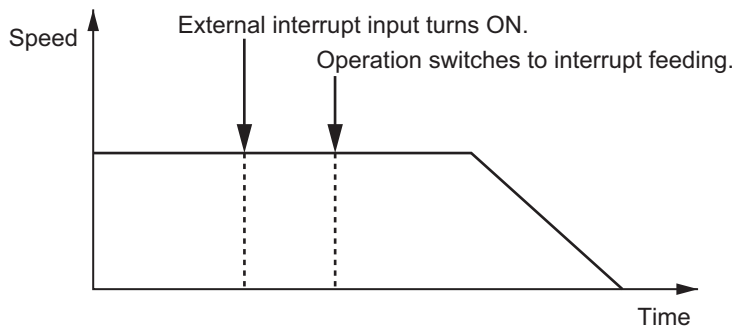 External interrupt input turns ON.
Speed
Operation switches to interrupt feeding.
Time